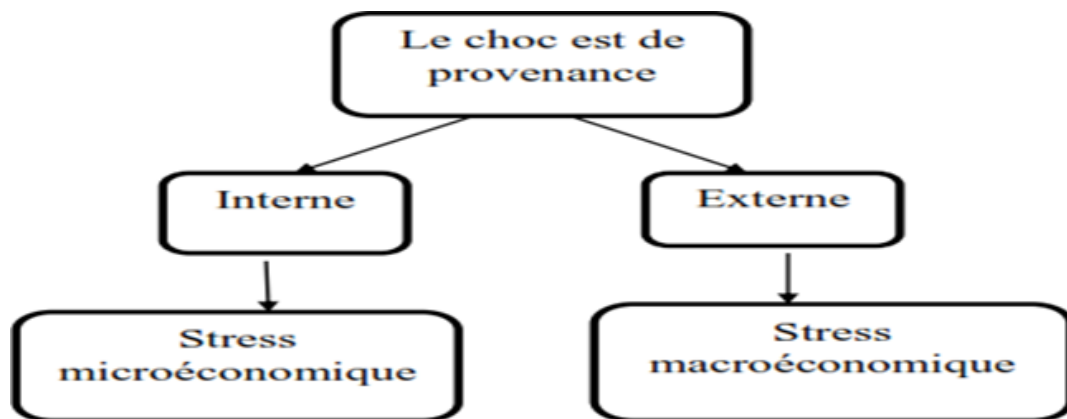 Le choc est de
provenance
Interne
Externe
Stress
microéconomique
Stress
macroéconomique